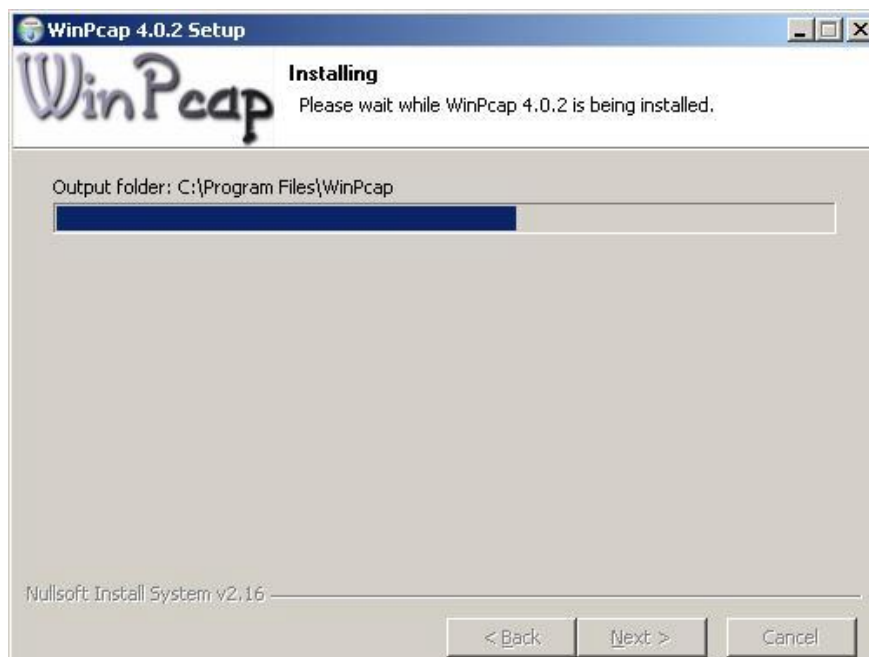 WinPcap 4.0.2 Setup
WinPcap
Installing
Please wait while WinPcap 4.0.2 is being installed.
Output folder: C:\Program Files\WinPcap
Nullsoft Install System v2.16
< Back Next > Cancel